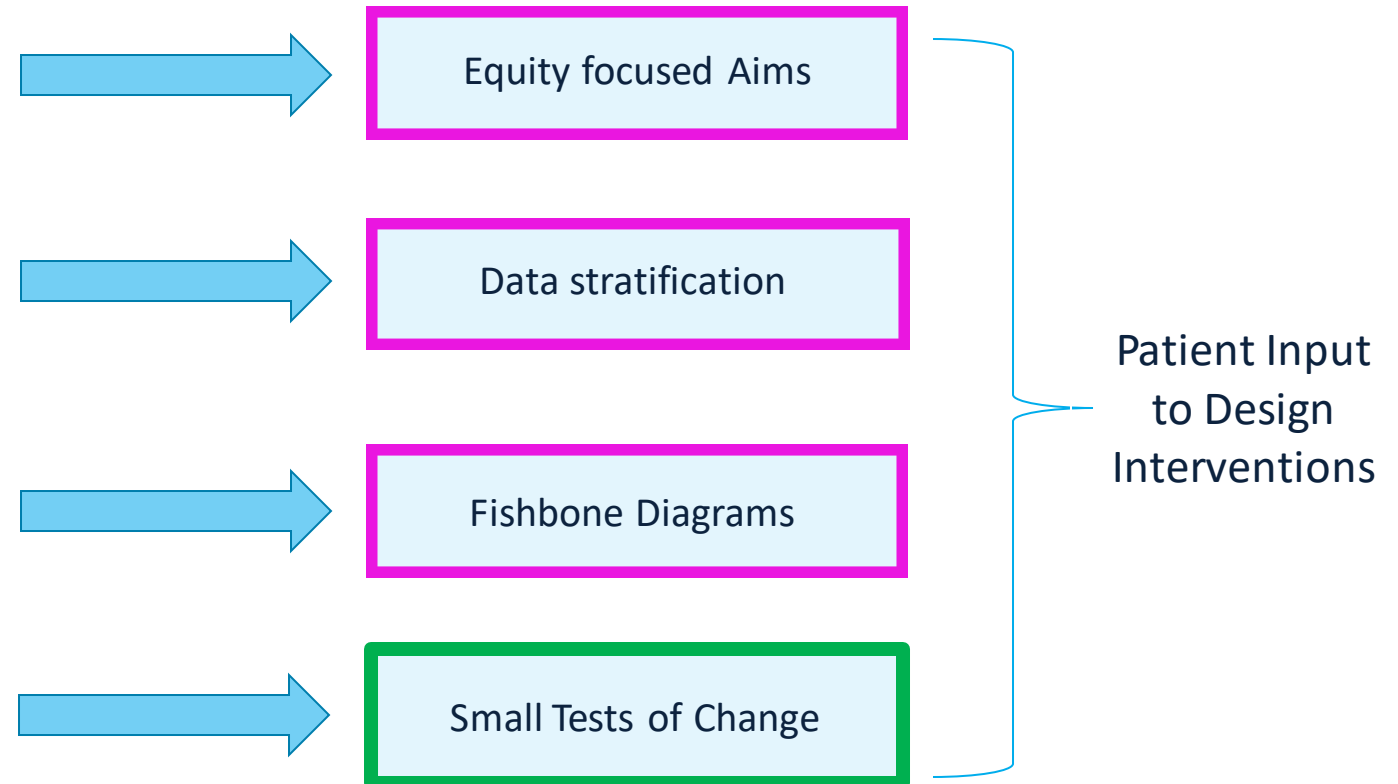 Equity focused Aims
Data stratification
Fishbone Diagrams
Small Tests of Change
Patient Input
to Design
Interventions